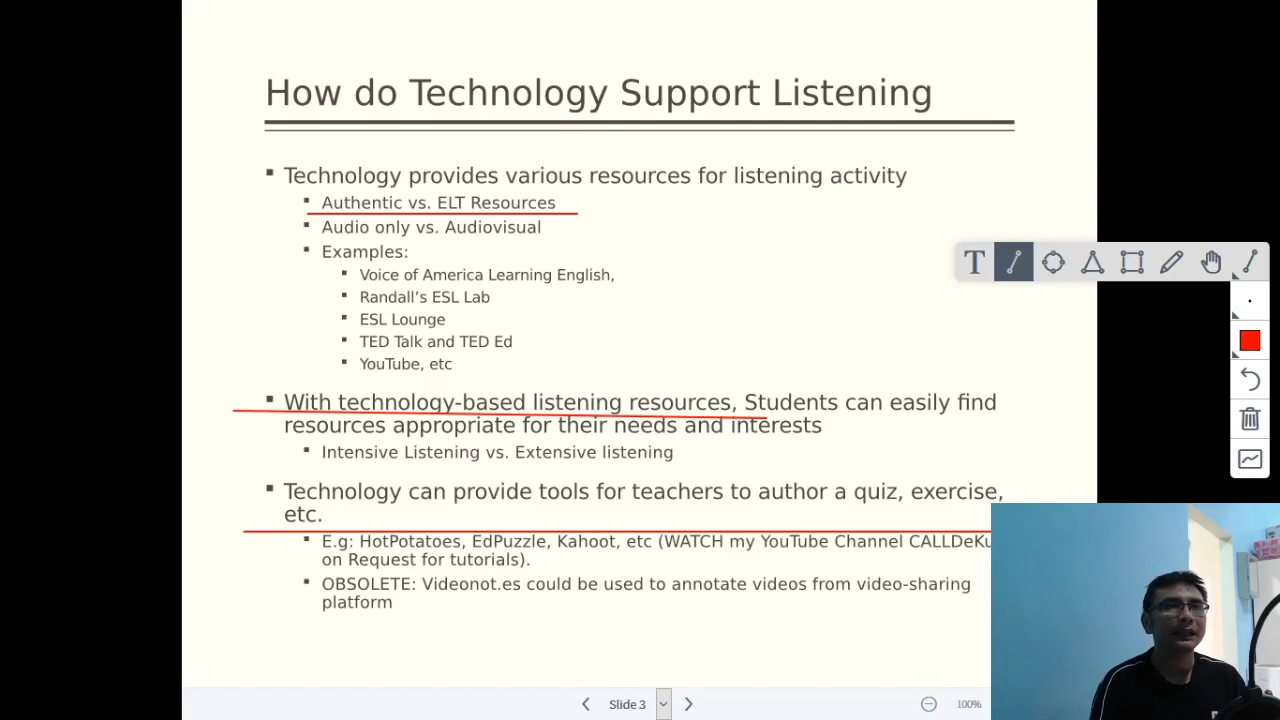 How do Technology Support Listening
Technology provides various resources for listening activity
Authentic vs. ELT Resources
Audio only vs. Audiovisual
Examples:
Voice of America Learning English,
Randall’s ESL Lab
ESL Lounge
TED Talk and TED Ed
YouTube, etc
With technology-based listening resources, Students can easily find
resources appropriate for their needs and interests
Intensive Listening vs. Extensive listening
Technology can provide tools for teachers to author a quiz, exercise,
etc.
E.g: HotPotatoes, EdPuzzle, Kahoot, etc (WATCH my YouTube Channel CALLDeKu
on Request for tutorials).
OBSOLETE: Videonot.es could be used to annotate videos from video-sharing
platform
T
Slide 3
100%